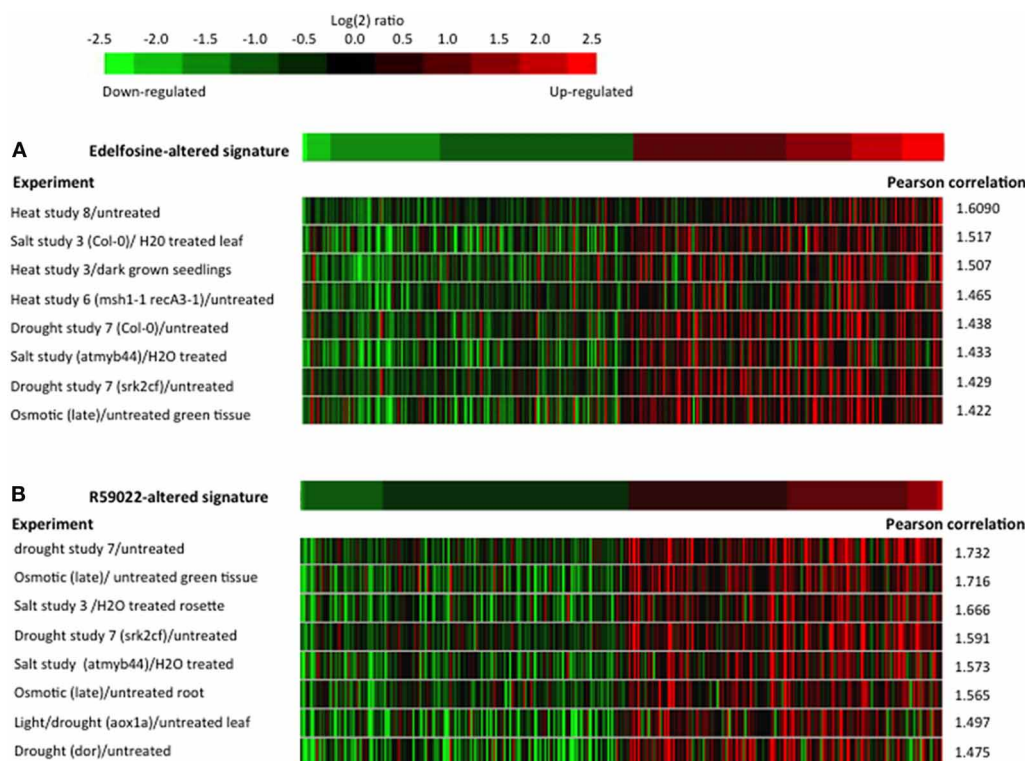 Log(2) ratio
-2.5 -2.0 -1.5 -1.0 -0.5 0.0 0.5 1.0 1.5 2.0 2.5
Down-regulated Up-regulated
A Edelfosine-altered signature
Experiment Pearson correlation
Heat study 8/untreated 1.6090
Salt study 3 (Col-0)/ H20 treated leaf 1.517
Heat study 3/dark grown seedlings 1.507
Heat study 6 (msh1-1 recA3-1)/untreated 1.465
Drought study 7 (Col-0)/untreated 1.438
Salt study (atmyb44)/H2O treated 1.433
Drought study 7 (srk2cf)/untreated 1.429
Osmotic (late)/untreated green tissue 1.422
B R59022-altered signature
Experiment Pearson correlation
drought study 7/untreated 1.732
Osmotic (late)/ untreated green tissue 1.716
Salt study 3 /H2O treated rosette 1.666
Drought study 7 (srk2cf)/untreated 1.591
Salt study (atmyb44)/H2O treated 1.573
Osmotic (late)/untreated root 1.565
Light/drought (aox1a)/untreated leaf 1.497
Drought (dor)/untreated 1.475